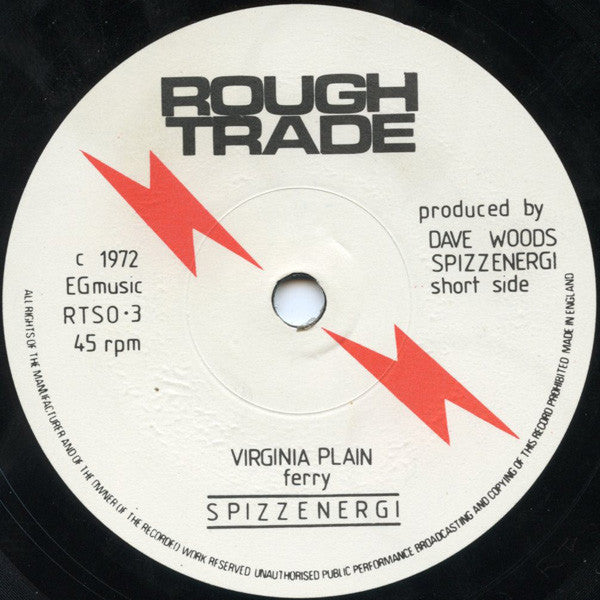 ROUGH
TRADE
c 1972
EG music
RTSO·3
45 rpm
produced by
DAVE WOODS
SPIZZENERGI
short side
VIRGINIA PLAIN
ferry
SPIZZENERGI
ALL RIGHTS OF THE MANUFACTURER AND OF THE OWNER OF THE RECORDED WORK RESERVED UNAUTHORISED PUBLIC PERFORMANCE BROADCASTING AND COPYING OF THIS RECORD PROHIBITED MADE IN ENGLAND